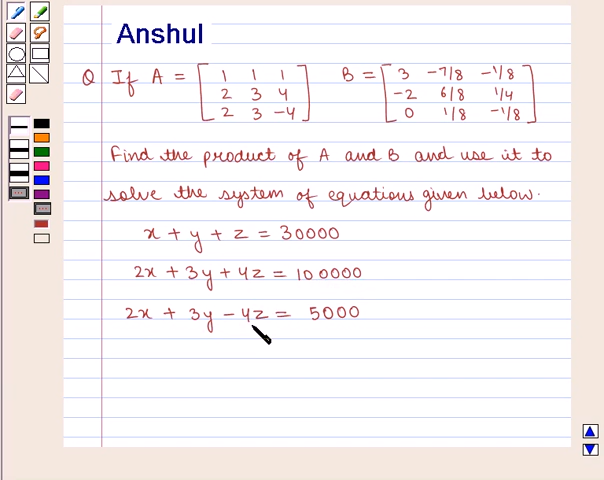 Anshul
Q If A = [ 1 1 1 B = [ 3 -7/8 -1/8
2 3 4 -2 6/8 1/4
2 3 -4 ] 0 1/8 -1/8 ]
Find the product of A and B and use it to
solve the system of equations given below.
x + y + z = 30000
2x + 3y + 4z = 100000
2x + 3y - 4z = 5000